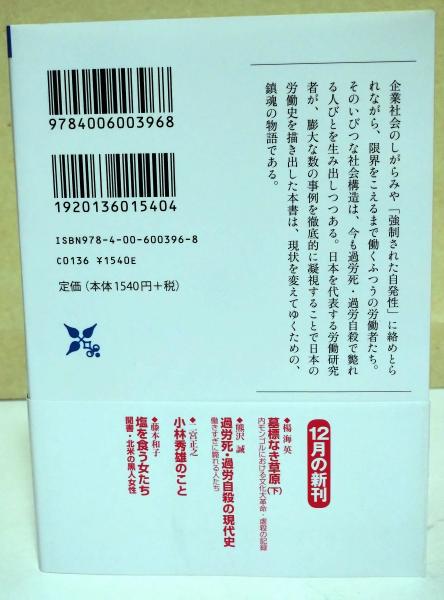 9784006003968
1920136015404
ISBN978-4-00-600396-8
C0136 ¥1540E
定価（本体1540円+税）
企業社会のしがらみや「強制された自発性」に絡めとら
れながら、限界をこえるまで働くふつうの労働者たち。
そのいびつな社会構造は、今も過労死・過労自殺で斃れ
る人びとを生み出しつつある。日本を代表する労働研究
者が、膨大な数の事例を徹底的に凝視することで日本の
労働史を描き出した本書は、現状を変えてゆくための、
鎮魂の物語である。
12月の新刊
◆楊 海英
墓標なき草原(下)
内モンゴルにおける文化大革命・虐殺の記録
◆熊沢 誠
過労死・過労自殺の現代史
働きすぎに斃れる人たち
◆二宮正之
小林秀雄のこと
◆藤本和子
塩を食う女たち
聞書・北米の黒人女性